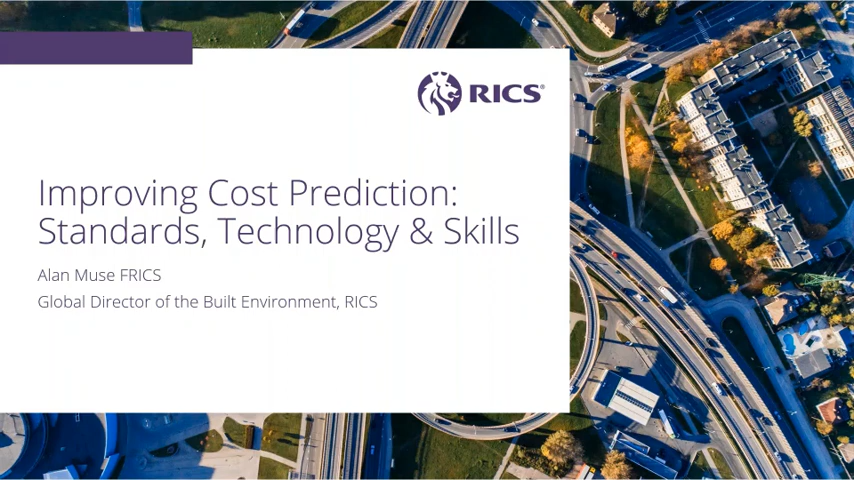 RICS®
Improving Cost Prediction:
Standards, Technology & Skills
Alan Muse FRICS
Global Director of the Built Environment, RICS